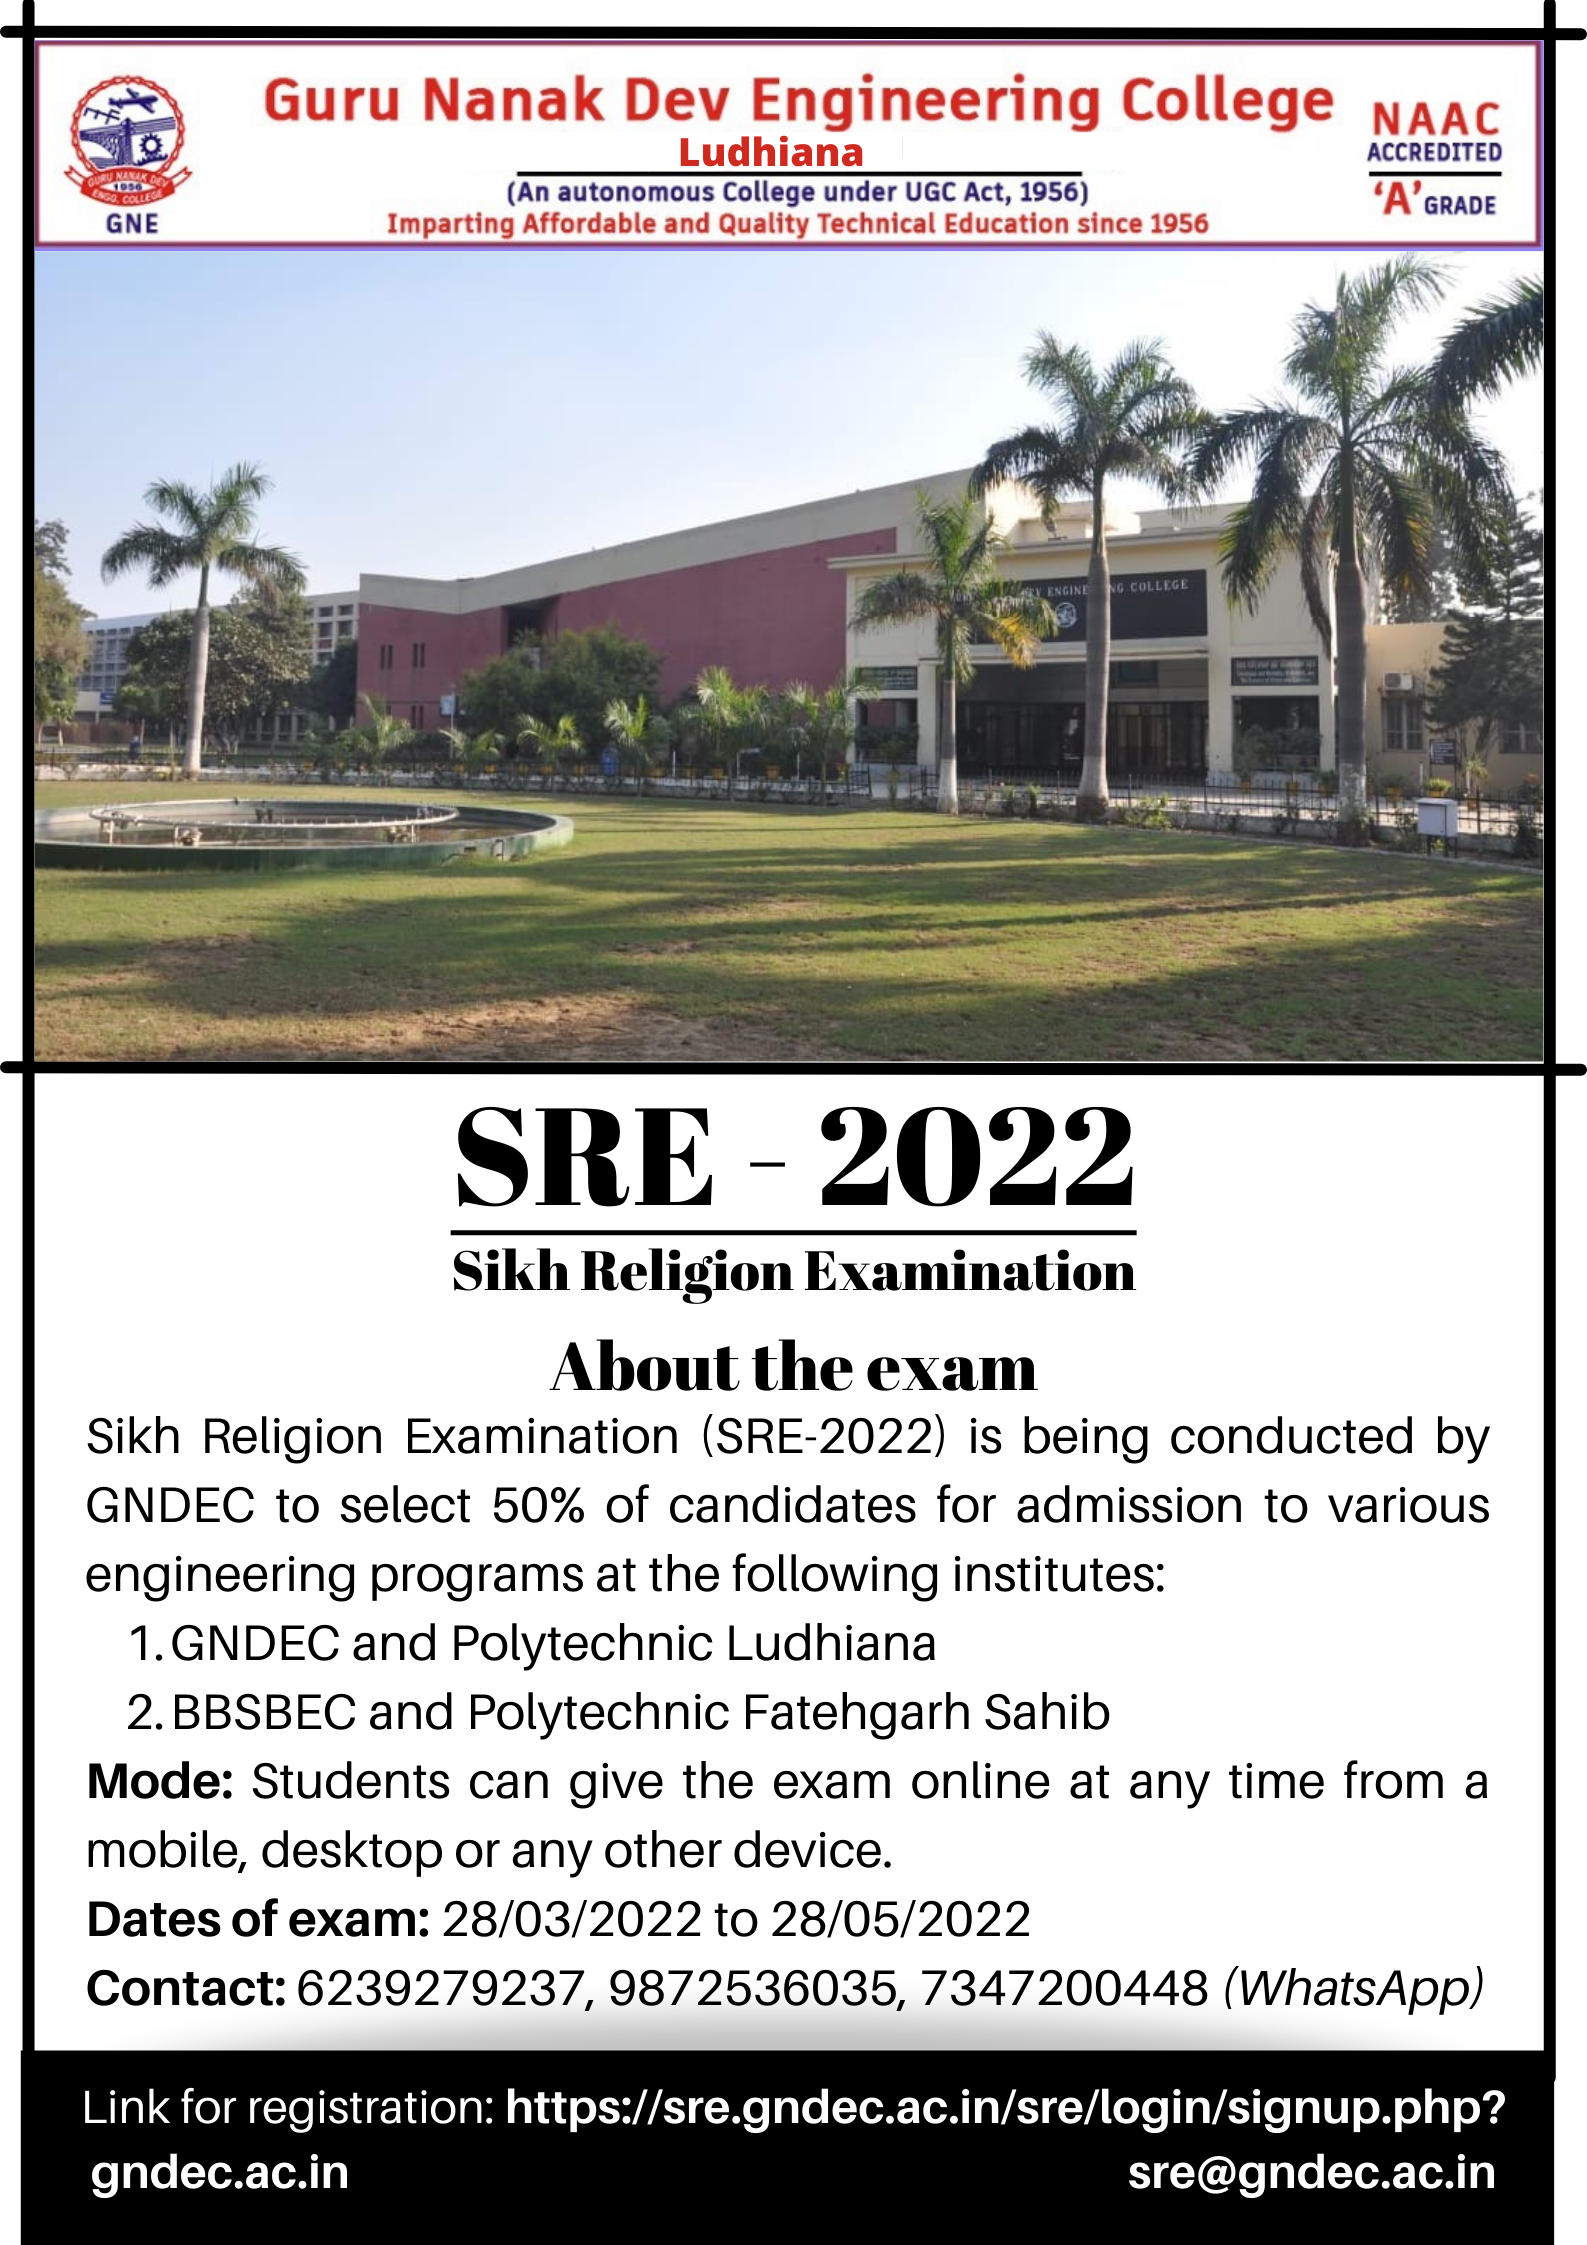 Guru Nanak Dev Engineering College
Ludhiana
(An autonomous College under UGC Act, 1956)
Imparting Affordable and Quality Technical Education since 1956
GURU NANAK DEV
1956
ENGG. COLLEGE
GNE
NAAC
ACCREDITED
'A' GRADE
EV ENGINEERING COLLEGE
SRE - 2022
Sikh Religion Examination
About the exam
Sikh Religion Examination (SRE-2022) is being conducted by
GNDEC to select 50% of candidates for admission to various
engineering programs at the following institutes:
1. GNDEC and Polytechnic Ludhiana
2. BBSBEC and Polytechnic Fatehgarh Sahib
Mode: Students can give the exam online at any time from a
mobile, desktop or any other device.
Dates of exam: 28/03/2022 to 28/05/2022
Contact: 6239279237, 9872536035, 7347200448 (WhatsApp)
Link for registration: https://sre.gndec.ac.in/sre/login/signup.php?
gndec.ac.in sre@gndec.ac.in